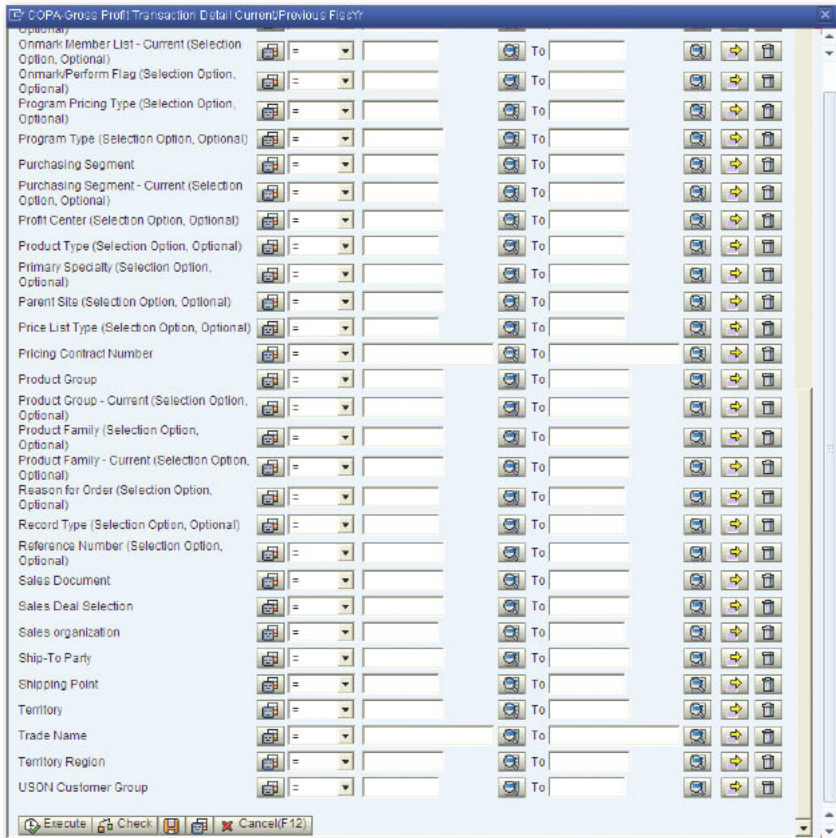 COPA-Gross Profit Transaction Detail Current/Previous FiscYr
Optional)
Onmark Member List - Current (Selection
Option, Optional)
= To
Onmark/Perform Flag (Selection Option,
Optional)
= To
Program Pricing Type (Selection Option,
Optional)
= To
Program Type (Selection Option, Optional) = To
Purchasing Segment = To
Purchasing Segment - Current (Selection
Option, Optional)
= To
Profit Center (Selection Option, Optional) = To
Product Type (Selection Option, Optional) = To
Primary Specialty (Selection Option,
Optional)
= To
Parent Site (Selection Option, Optional) = To
Price List Type (Selection Option, Optional) = To
Pricing Contract Number = To
Product Group = To
Product Group - Current (Selection Option,
Optional)
= To
Product Family (Selection Option,
Optional)
= To
Product Family - Current (Selection Option,
Optional)
= To
Reason for Order (Selection Option,
Optional)
= To
Record Type (Selection Option, Optional) = To
Reference Number (Selection Option,
Optional)
= To
Sales Document = To
Sales Deal Selection = To
Sales organization = To
Ship-To Party = To
Shipping Point = To
Territory = To
Trade Name = To
Territory Region = To
USON Customer Group = To
Execute Check Cancel(F12)